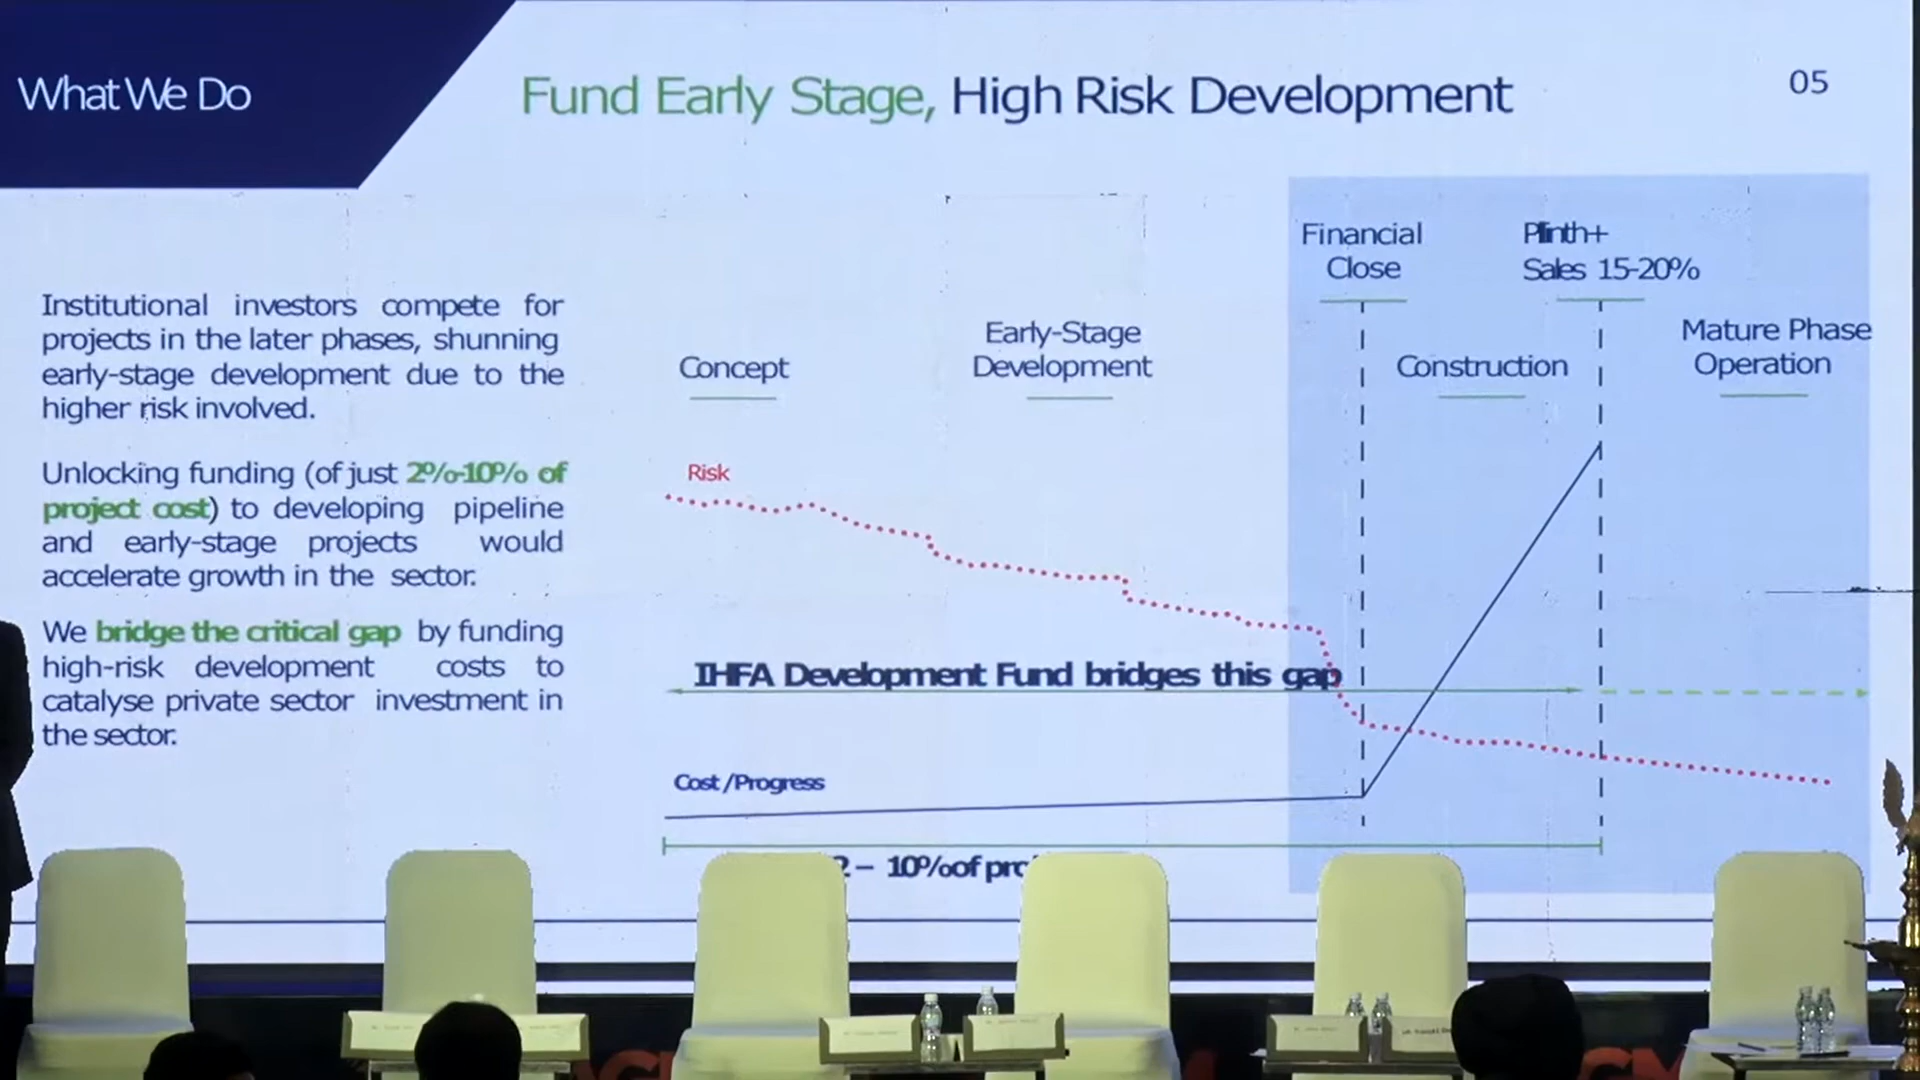 What We Do
Fund Early Stage, High Risk Development
05
Institutional investors compete for
projects in the later phases, shunning
early-stage development due to the
higher risk involved.
Unlocking funding (of just 2%-10% of
project cost) to developing pipeline
and early-stage projects would
accelerate growth in the sector.
We bridge the critical gap by funding
high-risk development costs to
catalyse private sector investment in
the sector.
Financial
Close
Plinth+
Sales 15-20%
Concept
Early-Stage
Development
Construction
Mature Phase
Operation
Risk
IHFA Development Fund bridges this gap
Cost /Progress
2 – 10%of